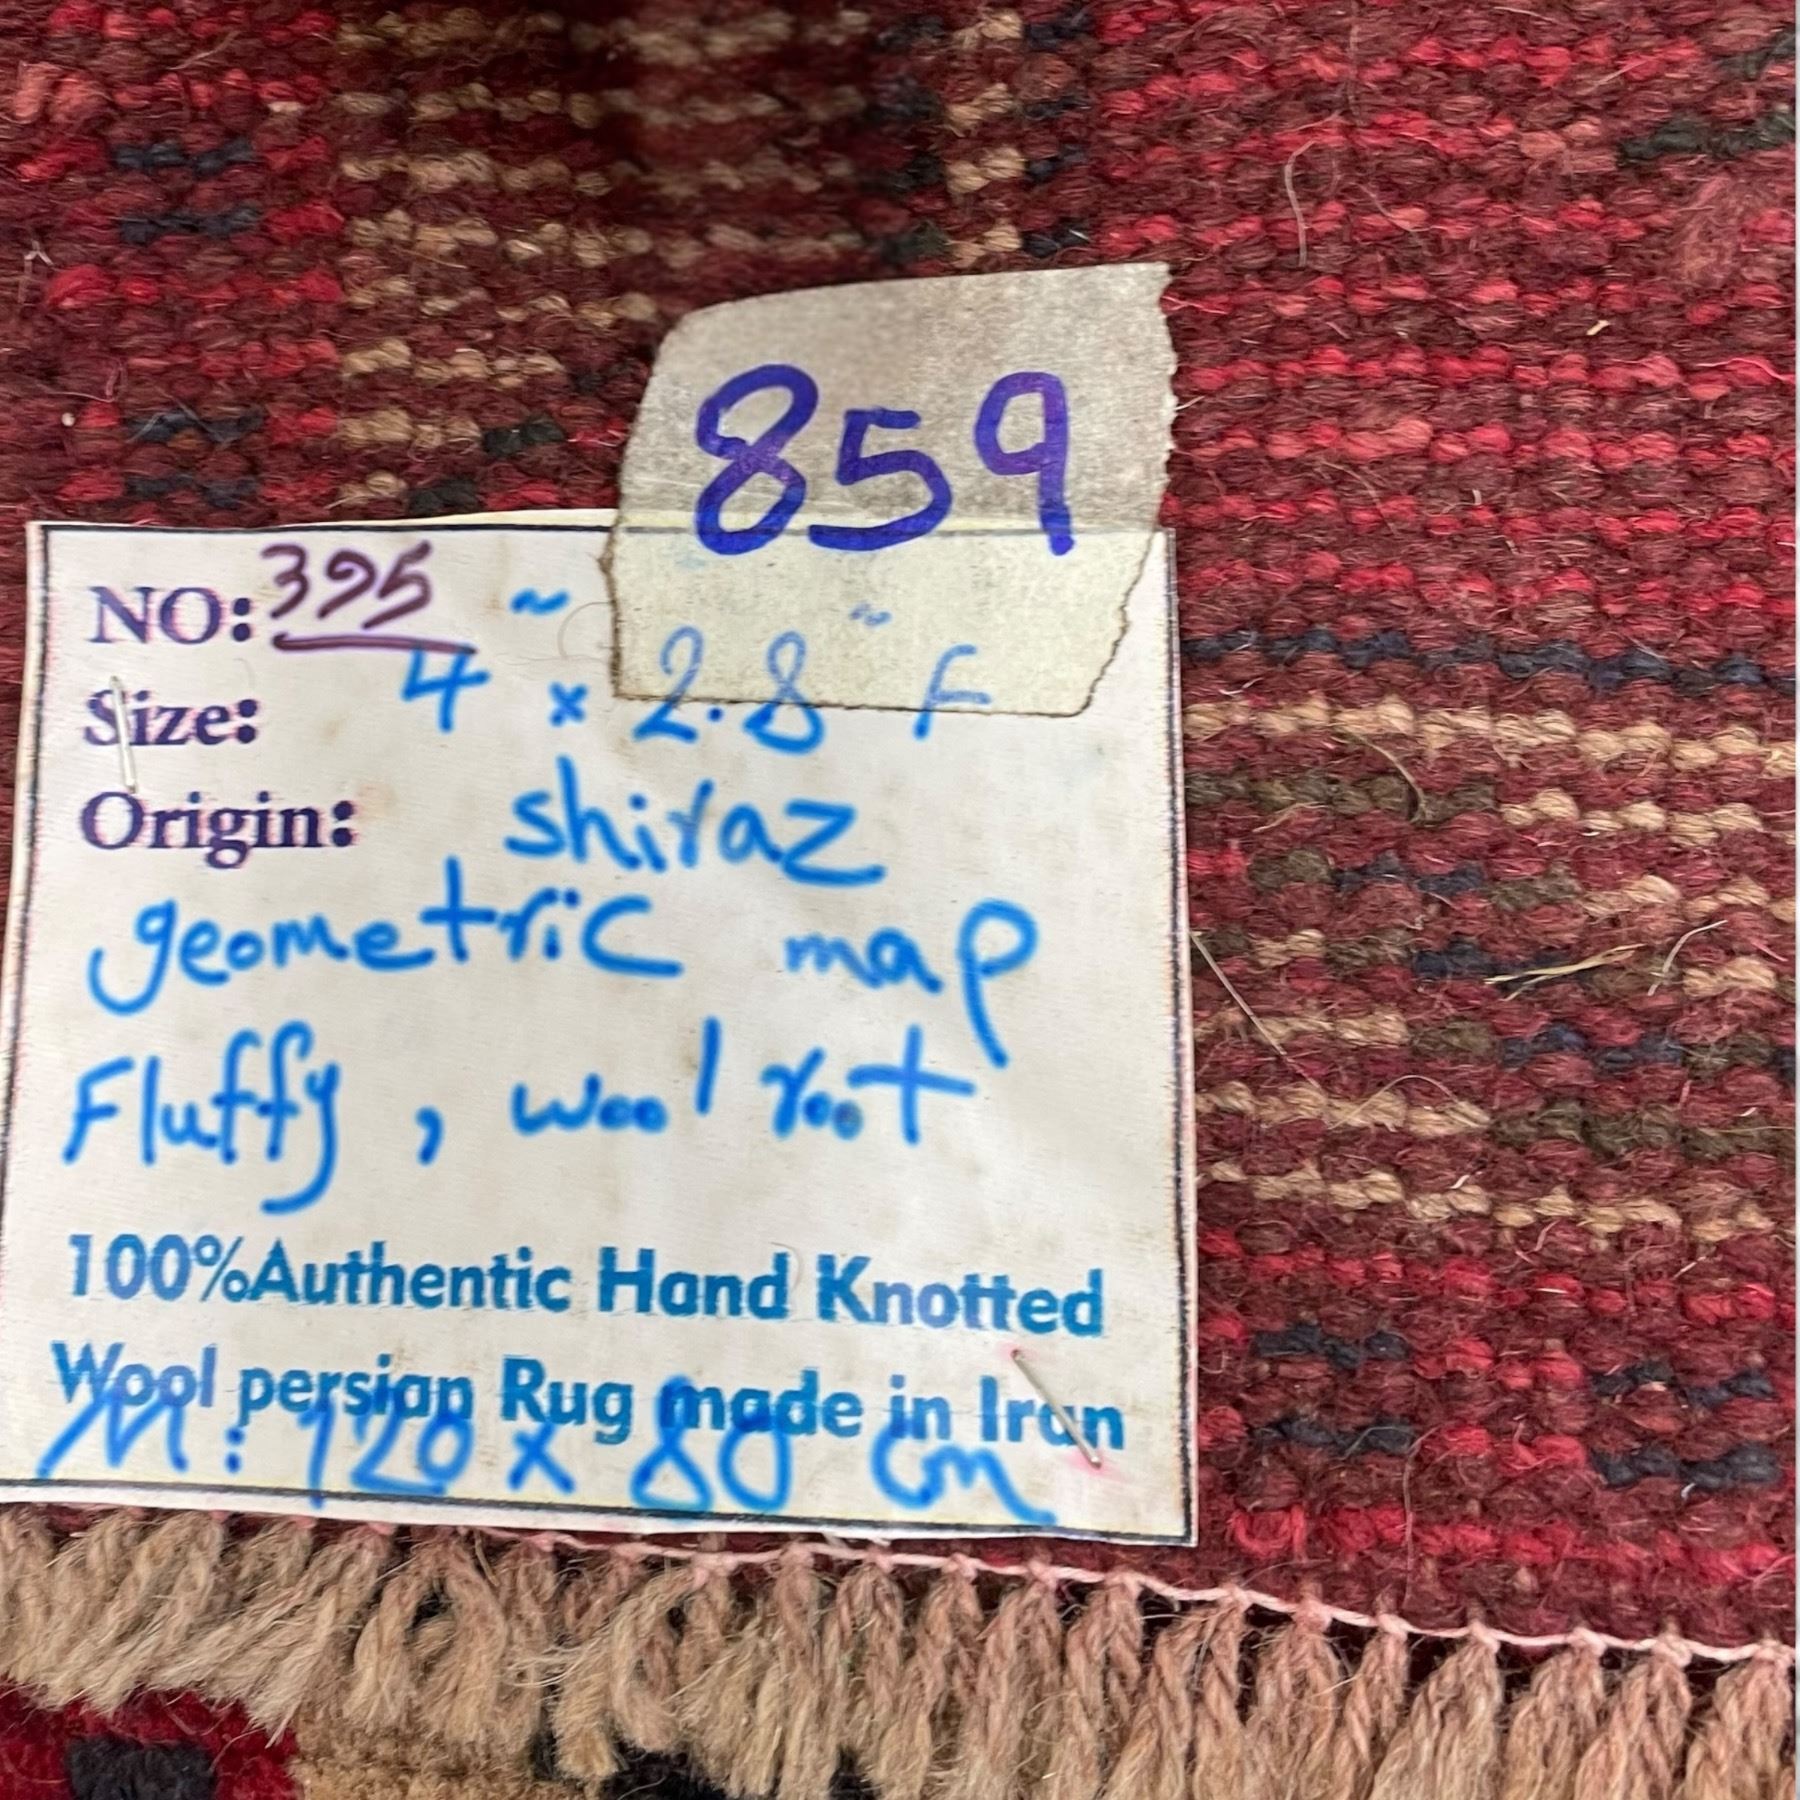 859
NO: 395
Size: 4 x 2.8 F
Origin: shiraz
geometric map
Fluffy, wool root
100%Authentic Hand Knotted
Wool persian Rug made in Iran
M: 120 x 80 cm